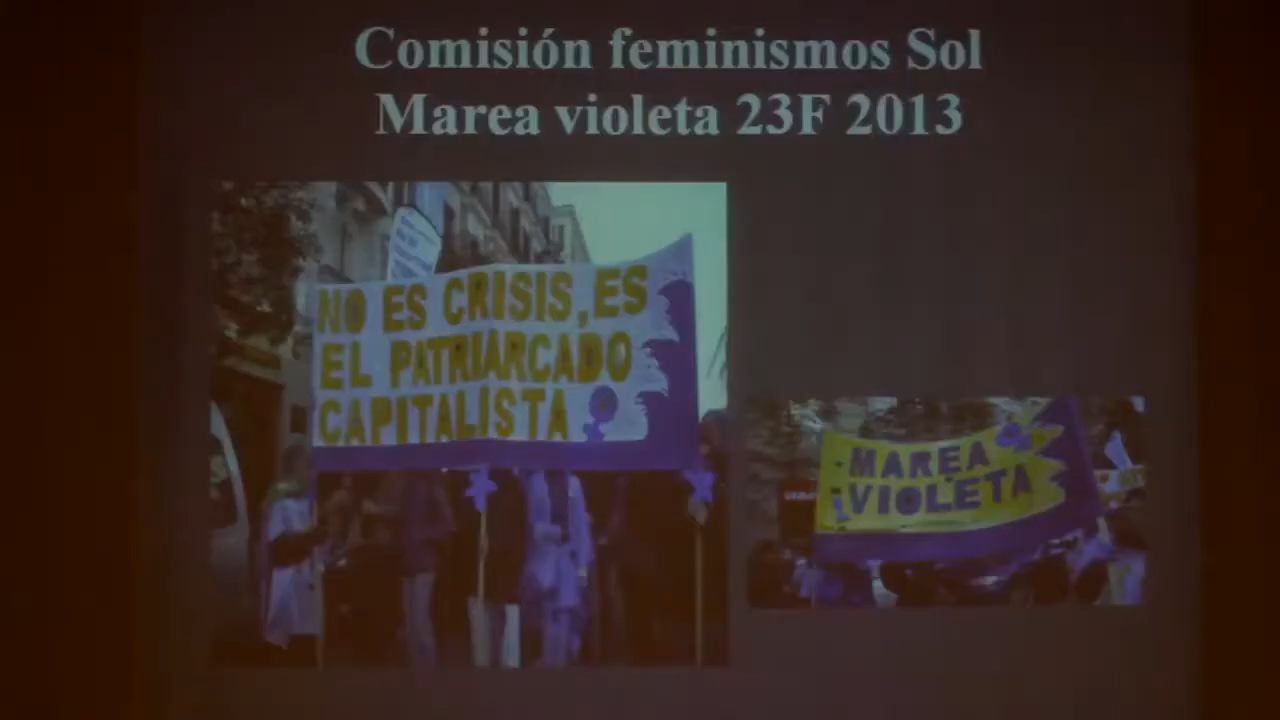 Comisión feminismos Sol
Marea violeta 23F 2013
NO ES CRISIS, ES
EL PATRIARCADO
CAPITALISTA
MAREA
VIOLETA